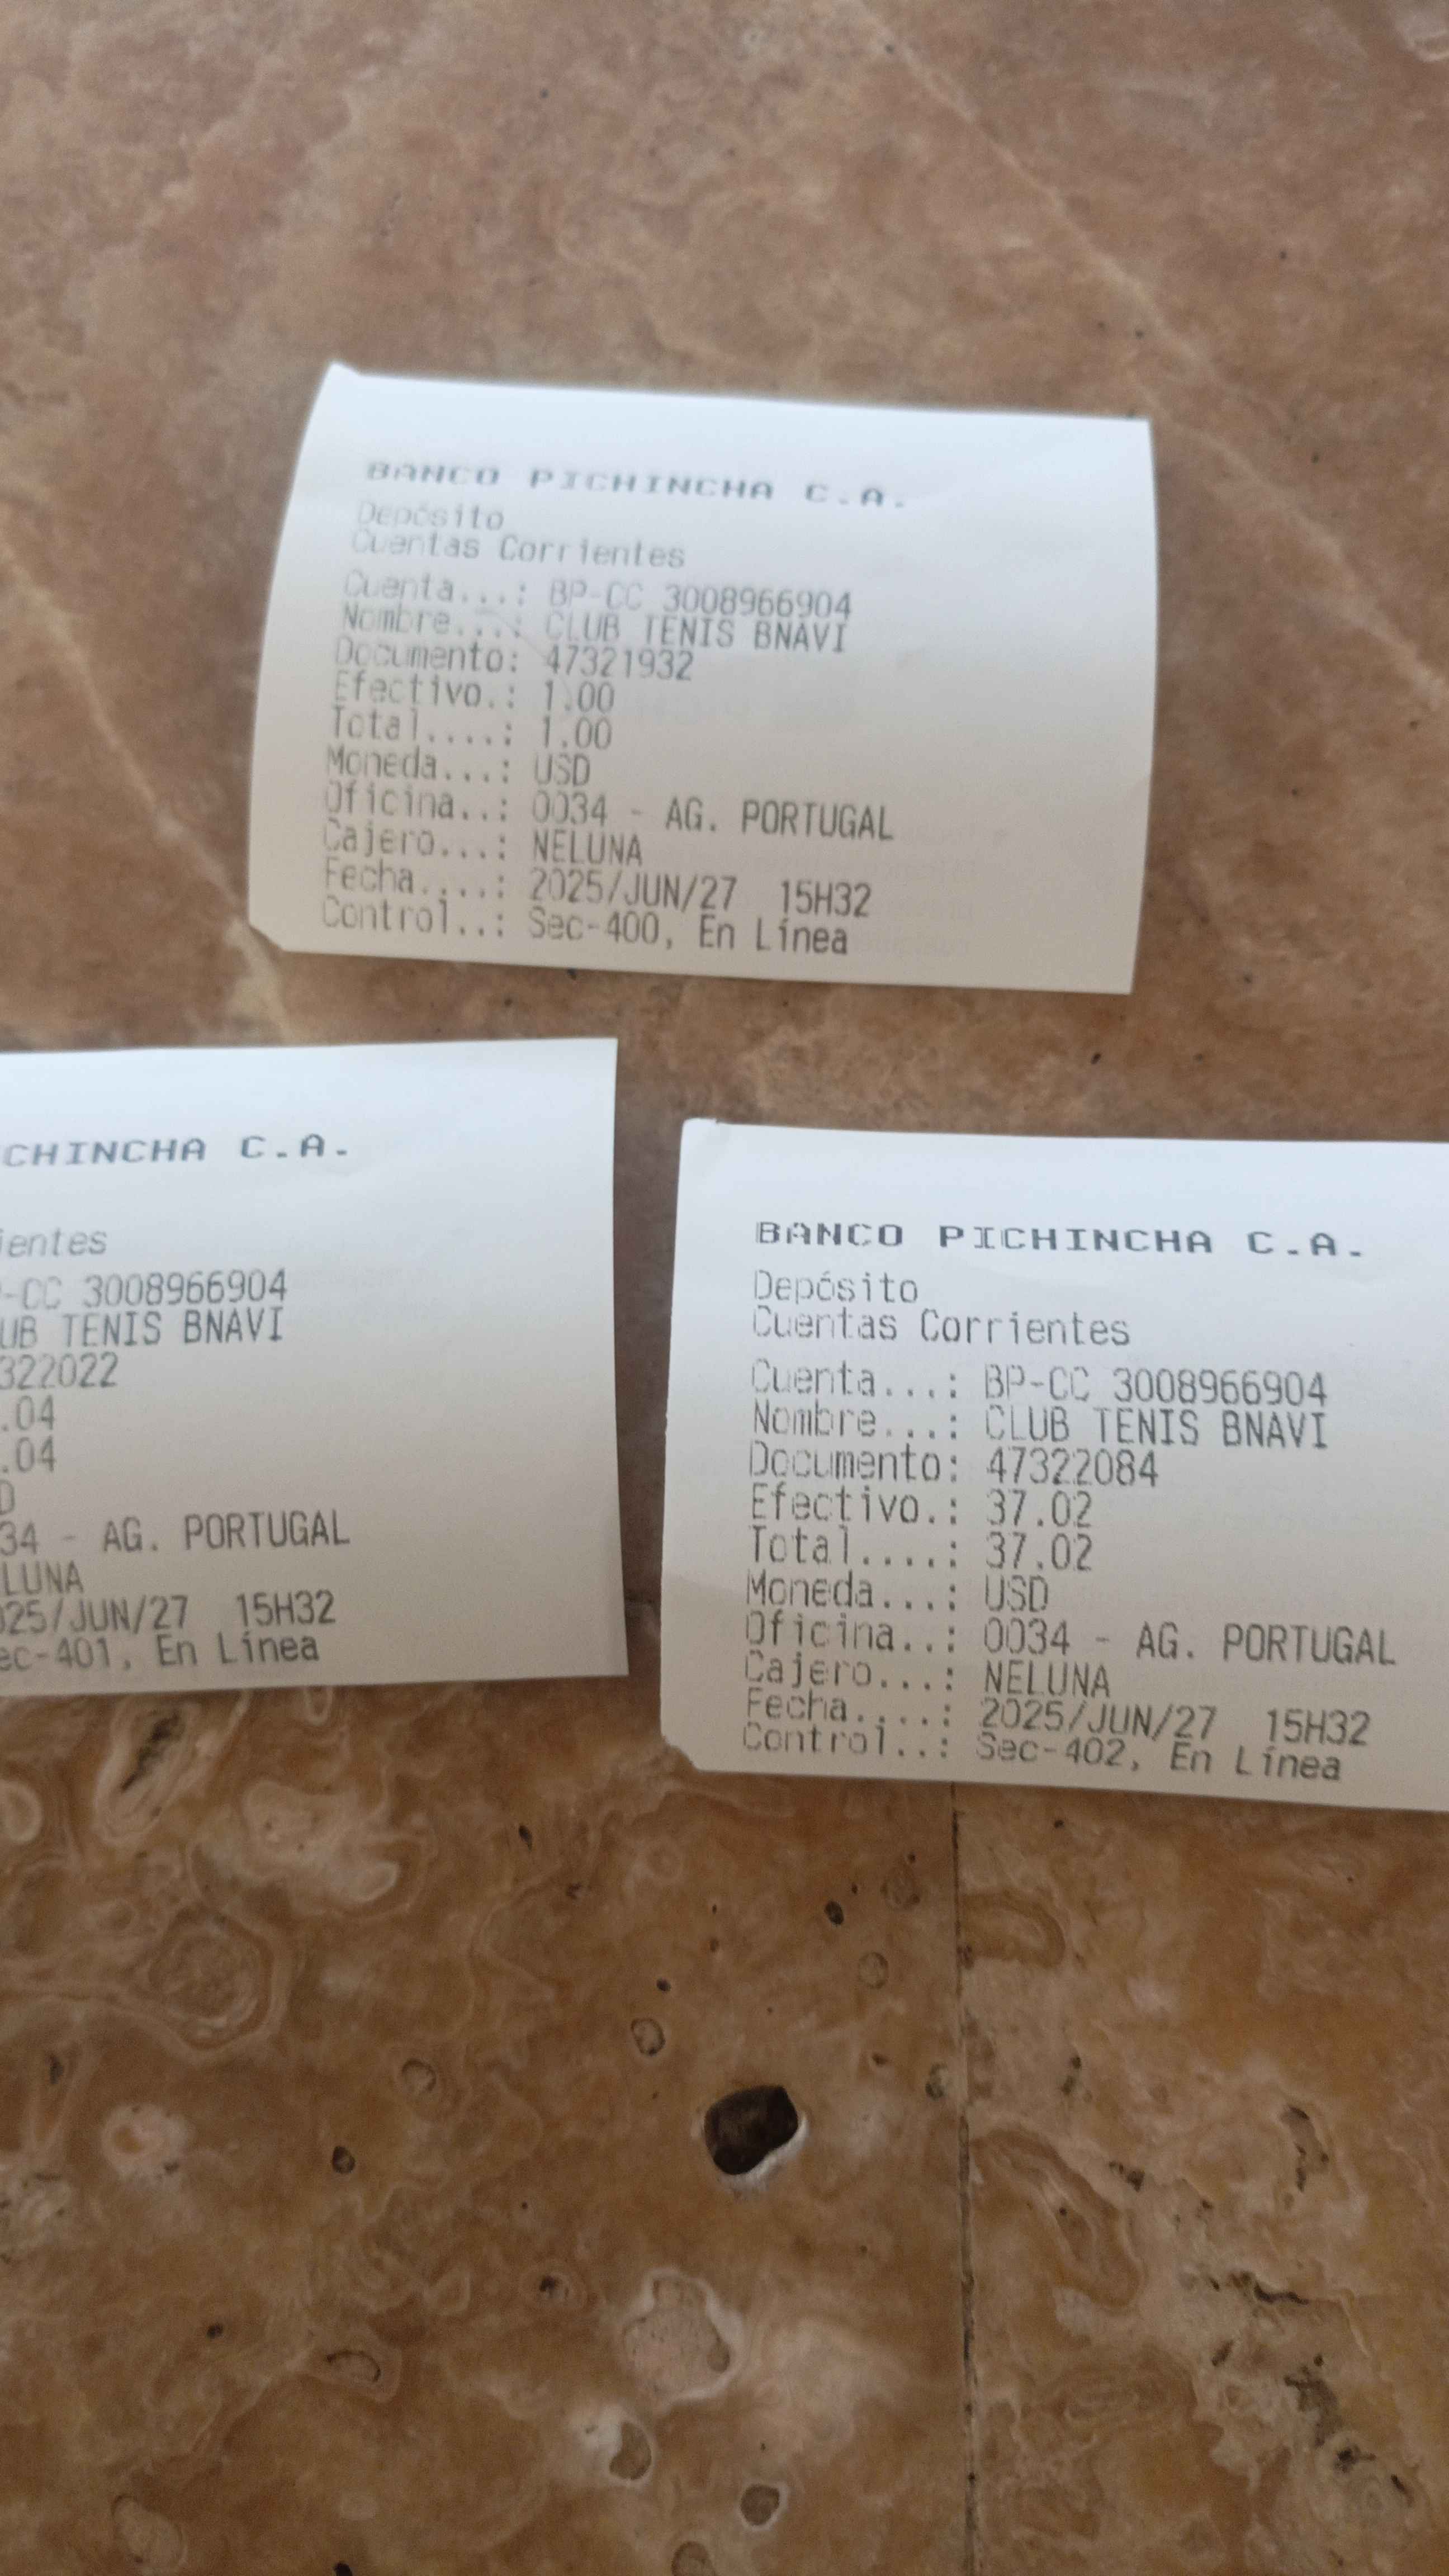 BANCO PICHINCHA C.A.
Depósito
Cuentas Corrientes
Cuenta...: BP-CC 3008966904
Nombre...: CLUB TENIS BNAVI
Documento: 47321932
Efectivo.: 1.00
Total....: 1.00
Moneda...: USD
Oficina..: 0034 - AG. PORTUGAL
Cajero...: NELUNA
Fecha....: 2025/JUN/27 15H32
Control..: Sec-400, En Línea
CHINCHA C.A.
ientes
-CC 3008966904
UB TENIS BNAVI
322022
.04
.04
D
34 - AG. PORTUGAL
LUNA
025/JUN/27 15H32
ec-401, En Línea
BANCO PICHINCHA C.A.
Depósito
Cuentas Corrientes
Cuenta...: BP-CC 3008966904
Nombre...: CLUB TENIS BNAVI
Documento: 47322084
Efectivo.: 37.02
Total....: 37.02
Moneda...: USD
Oficina..: 0034 - AG. PORTUGAL
Cajero...: NELUNA
Fecha....: 2025/JUN/27 15H32
Control..: Sec-402, En Línea